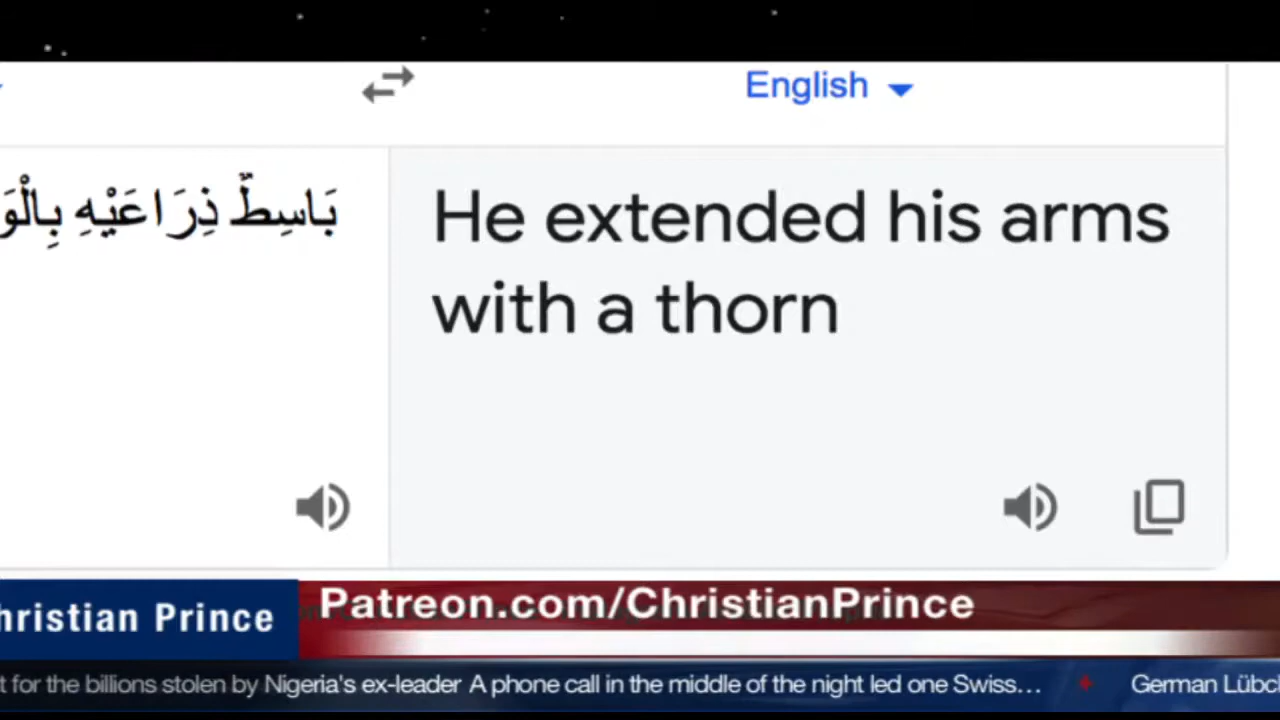 English
بَاسِطٌ ذِرَاعَيْهِ
He extended his arms
with a thorn
hristian Prince
Patreon.com/ChristianPrince
t for the billions stolen by Nigeria's ex-leader A phone call in the middle of the night led one Swiss... German Lübc